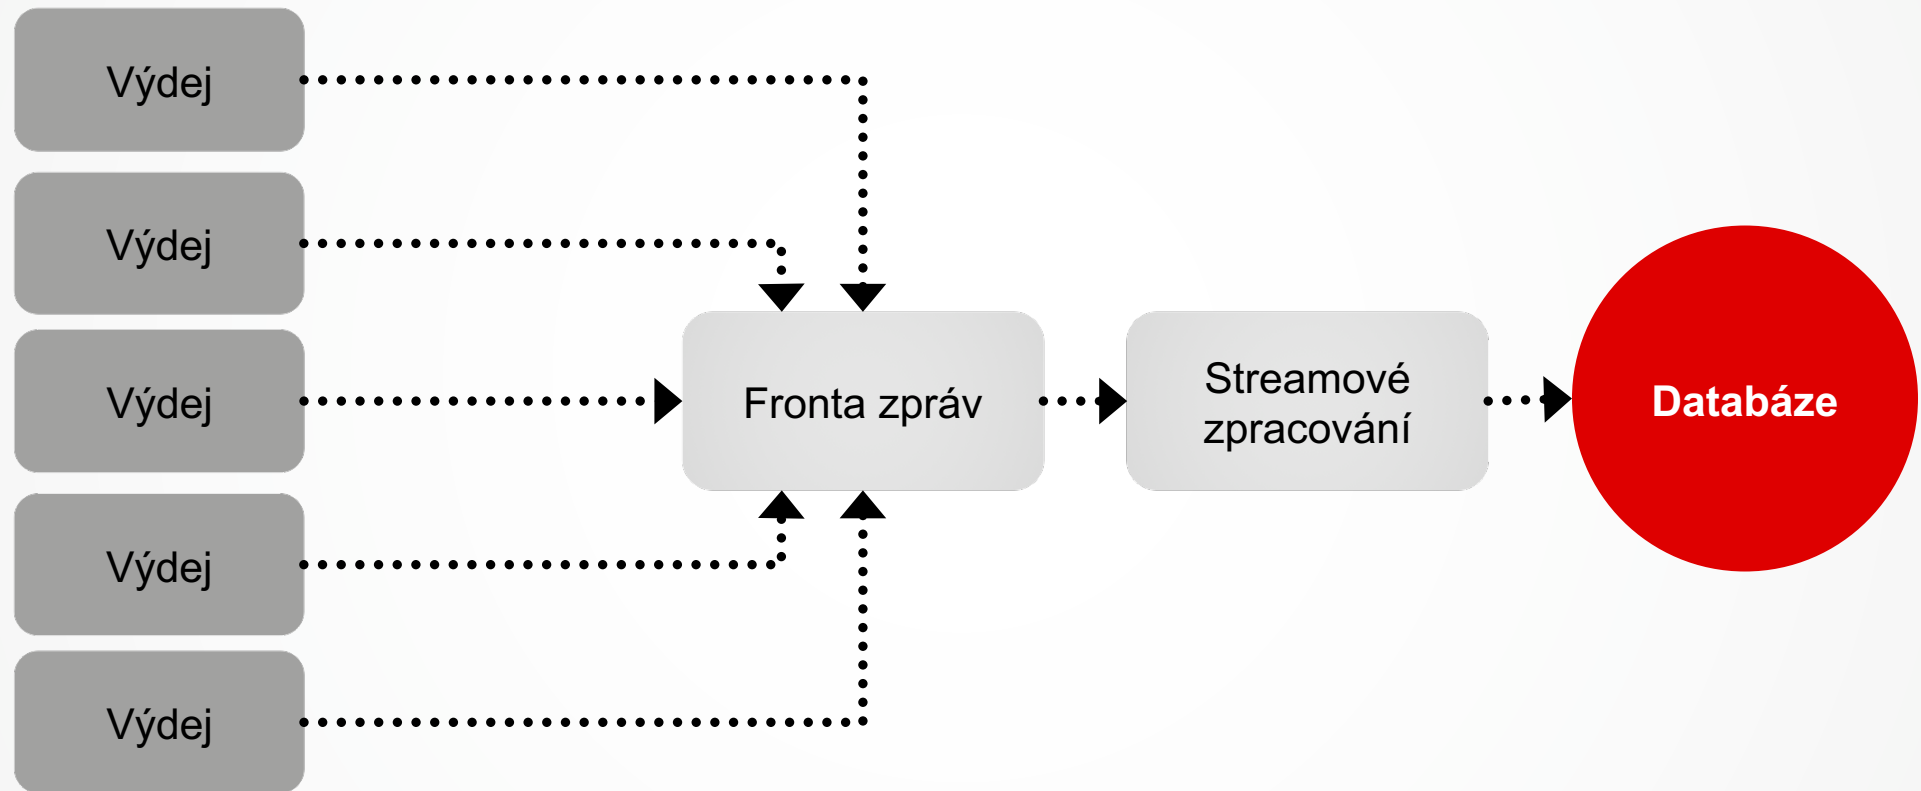 Výdej
Výdej
Výdej
Výdej
Výdej
Fronta zpráv
Streamové
zpracování
Databáze